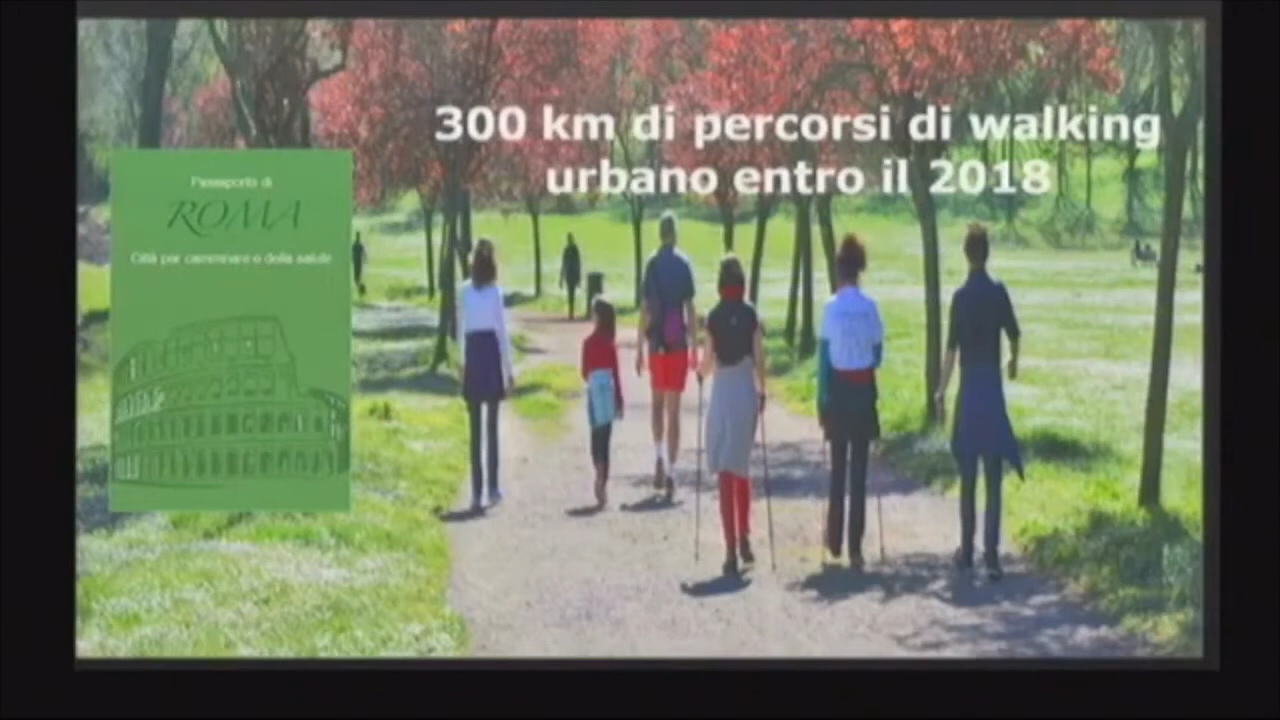 300 km di percorsi di walking
urbano entro il 2018
Passaporto di
ROMA
Città per camminare e della salute